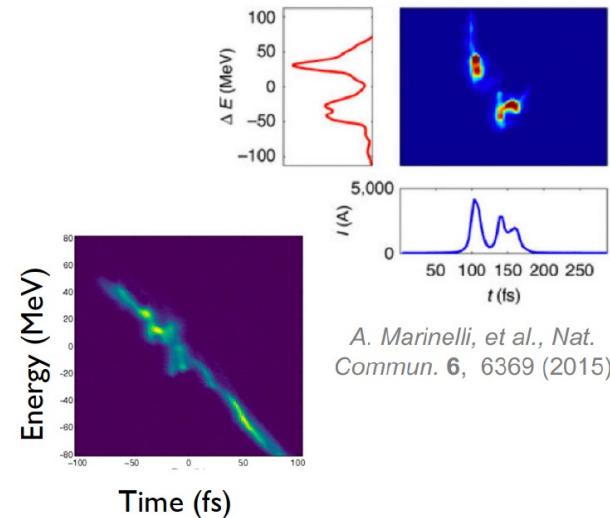 100
50
0
−50
−100
Δ E (MeV)
5,000
0
I (A)
50 100 150 200 250
t (fs)
A. Marinelli, et al., Nat.
Commun. 6, 6369 (2015)
80
60
40
20
0
−20
−40
−60
−80
Energy (MeV)
−100 −50 0 50 100
Time (fs)